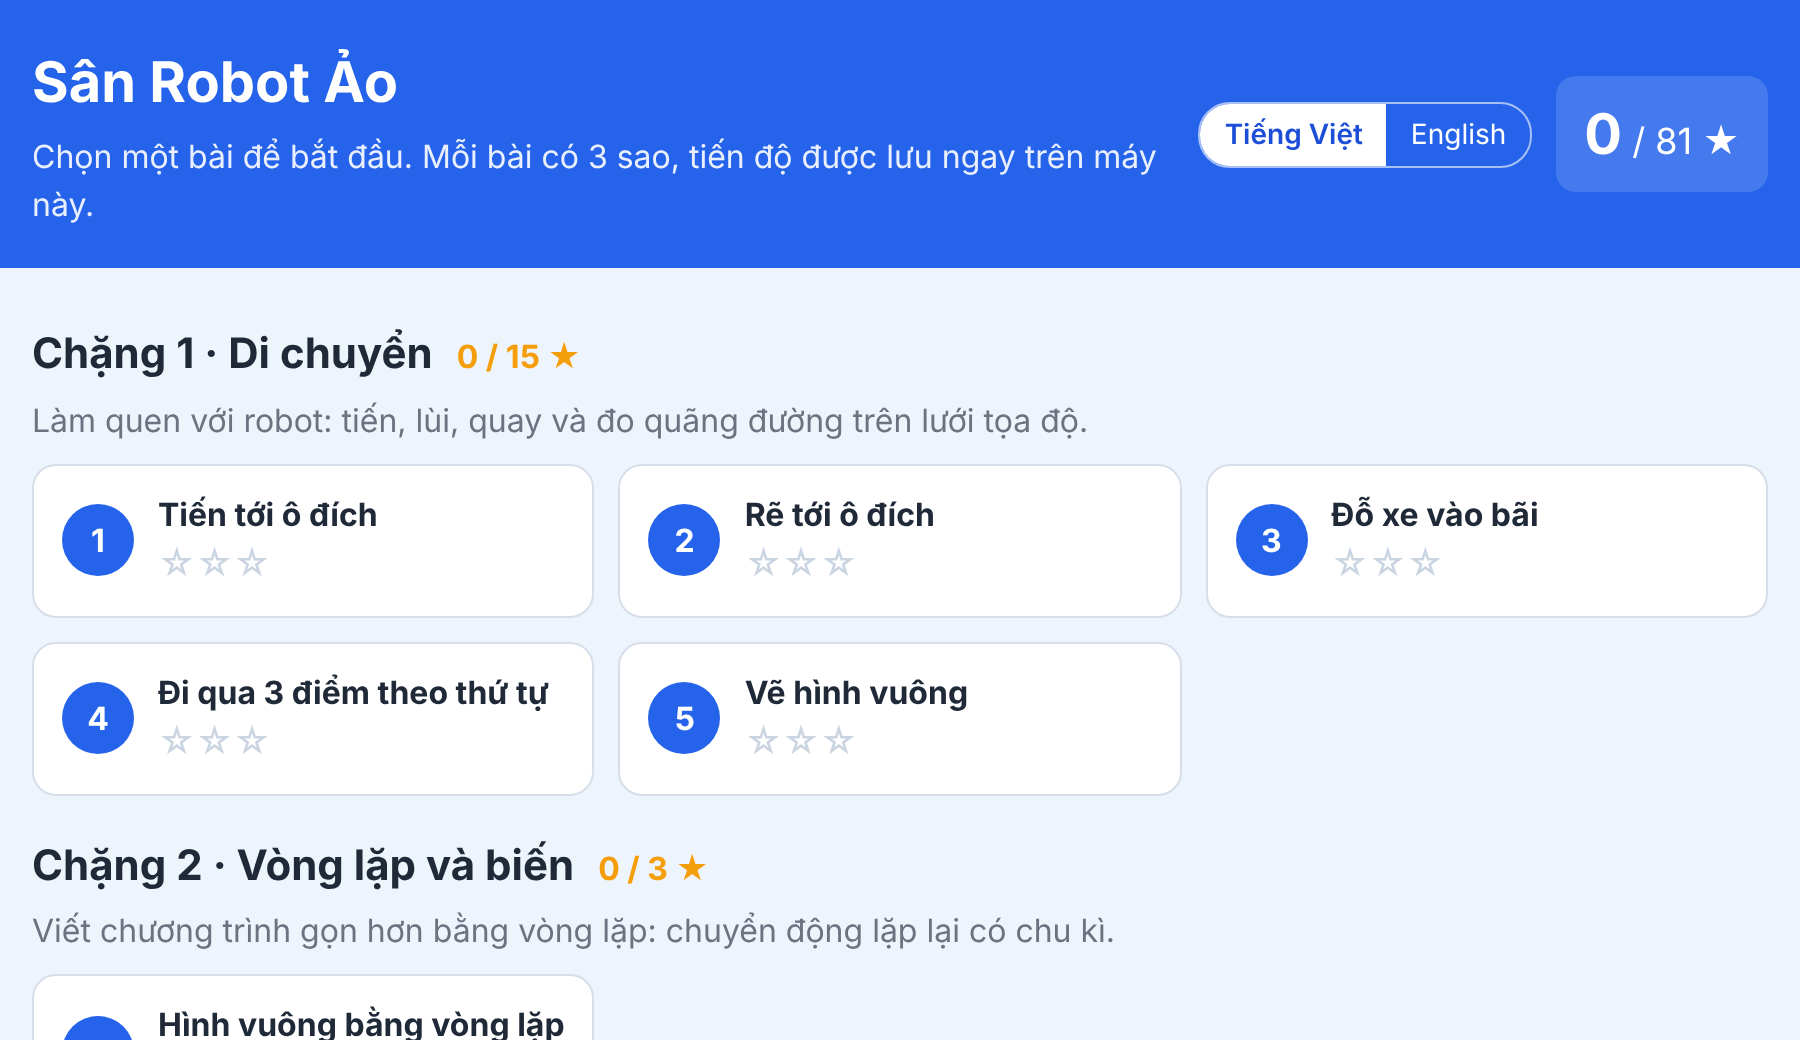 Sân Robot Ảo
Chọn một bài để bắt đầu. Mỗi bài có 3 sao, tiến độ được lưu ngay trên máy
này.
Tiếng Việt
English
0 / 81 ★
Chặng 1 · Di chuyển 0 / 15 ★
Làm quen với robot: tiến, lùi, quay và đo quãng đường trên lưới tọa độ.
1
Tiến tới ô đích
☆☆☆
2
Rẽ tới ô đích
☆☆☆
3
Đỗ xe vào bãi
☆☆☆
4
Đi qua 3 điểm theo thứ tự
☆☆☆
5
Vẽ hình vuông
☆☆☆
Chặng 2 · Vòng lặp và biến 0 / 3 ★
Viết chương trình gọn hơn bằng vòng lặp: chuyển động lặp lại có chu kì.
Hình vuông bằng vòng lặp